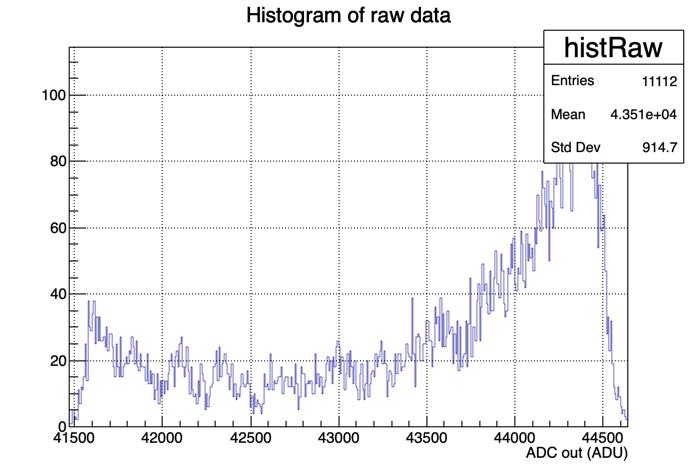 Histogram of raw data
histRaw
Entries 11112
Mean 4.351e+04
Std Dev 914.7
100
80
60
40
20
0
41500 42000 42500 43000 43500 44000 44500
ADC out (ADU)